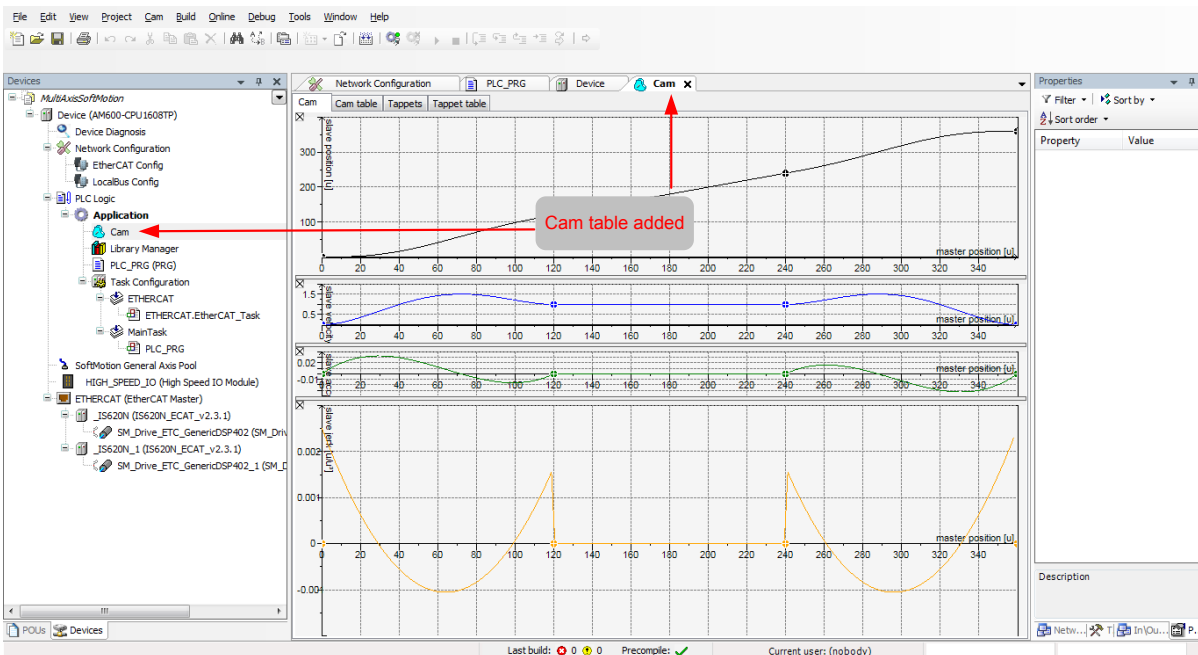 File Edit View Project Cam Build Online Debug Tools Window Help
Devices
MultiAxisSoftMotion
Device (AM600-CPU1608TP)
Device Diagnosis
Network Configuration
EtherCAT Config
LocalBus Config
PLC Logic
Application
Cam
Library Manager
PLC_PRG (PRG)
Task Configuration
ETHERCAT
ETHERCAT.EtherCAT_Task
MainTask
PLC_PRG
SoftMotion General Axis Pool
HIGH_SPEED_IO (High Speed IO Module)
ETHERCAT (EtherCAT Master)
_IS620N (IS620N_ECAT_v2.3.1)
SM_Drive_ETC_GenericDSP402 (SM_Driv
_IS620N_1 (IS620N_ECAT_v2.3.1)
SM_Drive_ETC_GenericDSP402_1 (SM_D
POUs Devices
Network Configuration PLC_PRG Device Cam X
Cam Cam table Tappets Tappet table
slave position [u]
300
200
100
Cam table added
master position [u]
0 20 40 60 80 100 120 140 160 180 200 220 240 260 280 300 320 340
slave velocity
1.5
0.5
master position [u]
0 20 40 60 80 100 120 140 160 180 200 220 240 260 280 300 320 340
slave acc
0.02
-0.01
master position [u]
0 20 40 60 80 100 120 140 160 180 200 220 240 260 280 300 320 340
slave jerk [u/u³]
0.002
0.001
0
master position [u]
0 20 40 60 80 100 120 140 160 180 200 220 240 260 280 300 320 340
-0.001
Properties
Filter Sort by
Sort order
Property Value
Description
Netw... T In\Ou... P.
Last build: 0 0 Precompile: Current user: (nobody)